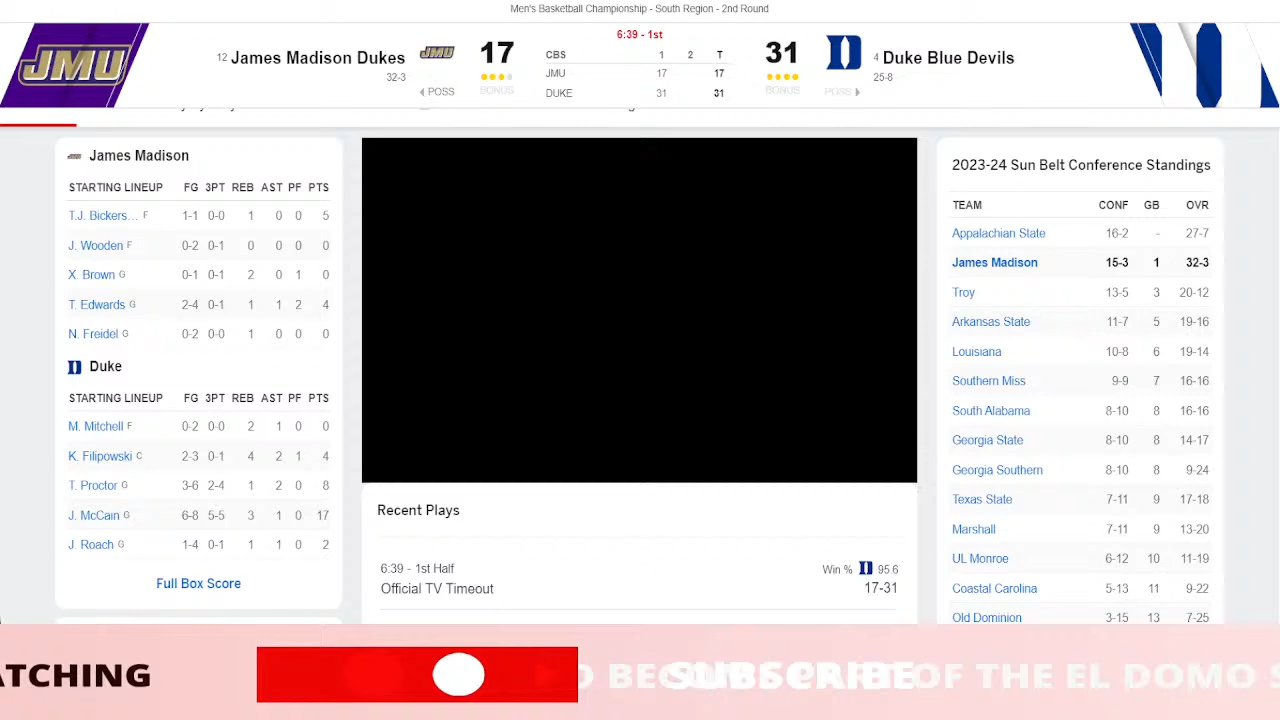 Men's Basketball Championship - South Region - 2nd Round
JMU
12 James Madison Dukes
32-3
JMU
POSS
17
BONUS
6:39 - 1st
CBS 1 2 T
JMU 17 17
DUKE 31 31
31
BONUS
4 Duke Blue Devils
25-8
POSS
James Madison
STARTING LINEUP FG 3PT REB AST PF PTS
T.J. Bickers... F 1-1 0-0 1 0 0 5
J. Wooden F 0-2 0-1 0 0 0 0
X. Brown G 0-1 0-1 2 0 1 0
T. Edwards G 2-4 0-1 1 1 2 4
N. Freidel G 0-2 0-0 1 0 0 0
Duke
STARTING LINEUP FG 3PT REB AST PF PTS
M. Mitchell F 0-2 0-0 2 1 0 0
K. Filipowski C 2-3 0-1 4 2 1 4
T. Proctor G 3-6 2-4 1 2 0 8
J. McCain G 6-8 5-5 3 1 0 17
J. Roach G 1-4 0-1 1 1 0 2
Full Box Score
Recent Plays
6:39 - 1st Half
Win % 95.6
Official TV Timeout
17-31
2023-24 Sun Belt Conference Standings
TEAM CONF GB OVR
Appalachian State 16-2 - 27-7
James Madison 15-3 1 32-3
Troy 13-5 3 20-12
Arkansas State 11-7 5 19-16
Louisiana 10-8 6 19-14
Southern Miss 9-9 7 16-16
South Alabama 8-10 8 16-16
Georgia State 8-10 8 14-17
Georgia Southern 8-10 8 9-24
Texas State 7-11 9 17-18
Marshall 7-11 9 13-20
UL Monroe 6-12 10 11-19
Coastal Carolina 5-13 11 9-22
Old Dominion 3-15 13 7-25
ATCHING
SUBSCRIBE
OF THE EL DOMO S